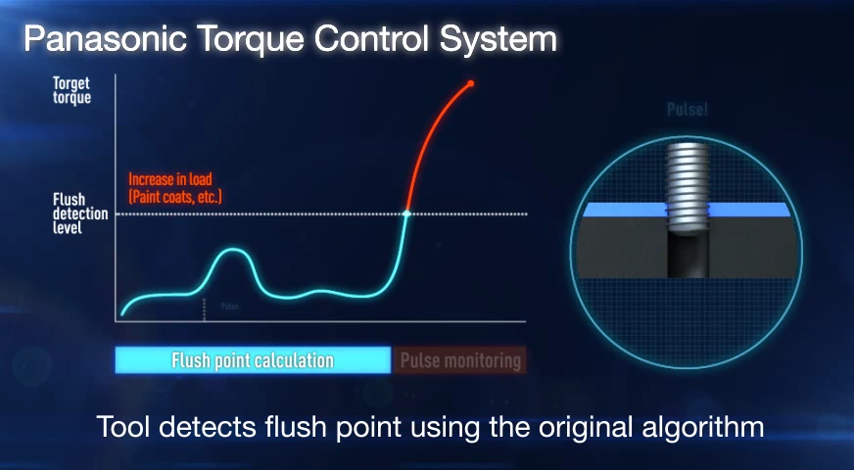 Panasonic Torque Control System
Torget
torque
Pulse!
Increase in load
(Paint coats, etc.)
Flush
detection
level
Pulse
Flush point calculation
Pulse monitoring
Tool detects flush point using the original algorithm